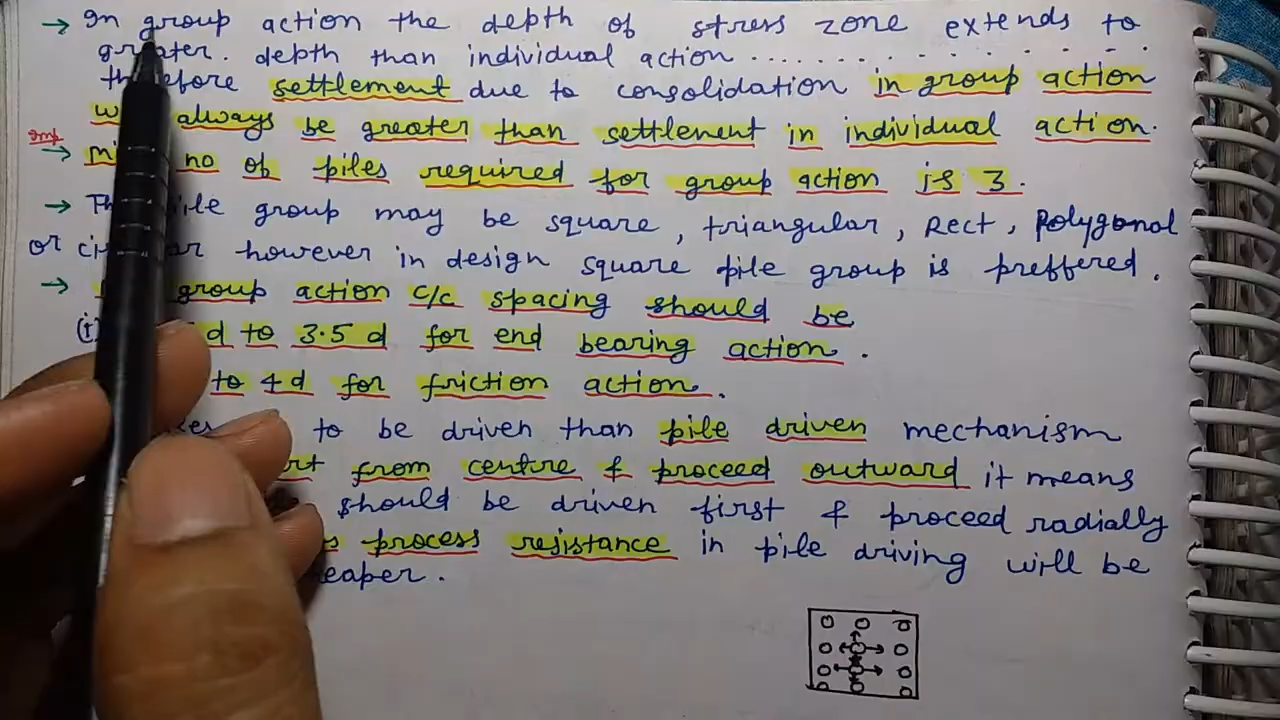 → In group action the depth of stress zone extends to
greater. depth than individual action ..............
therefore settlement due to consolidation in group action
always be greater than settlement in individual action.
Imp → no of piles required for group action is 3.
→ pile group may be square, triangular, Rect, Polygonal
or however in design square pile group is preffered.
→ group action c/c spacing should be
(i) d to 3.5 d for end bearing action.
to 4d for friction action.
to be driven than pile driven mechanism
from centre & proceed outward it means
should be driven first & proceed radially
process resistance in pile driving will be
eaper.